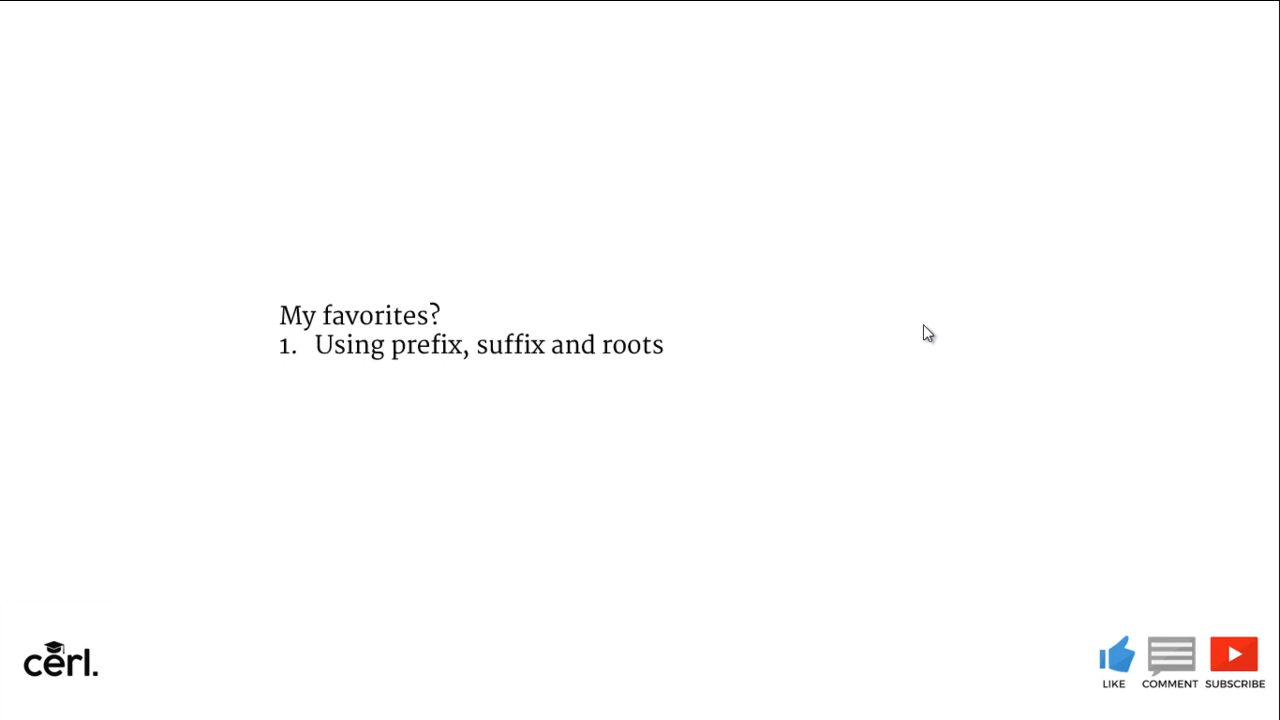 My favorites?
1. Using prefix, suffix and roots
cerl.
LIKE COMMENT SUBSCRIBE